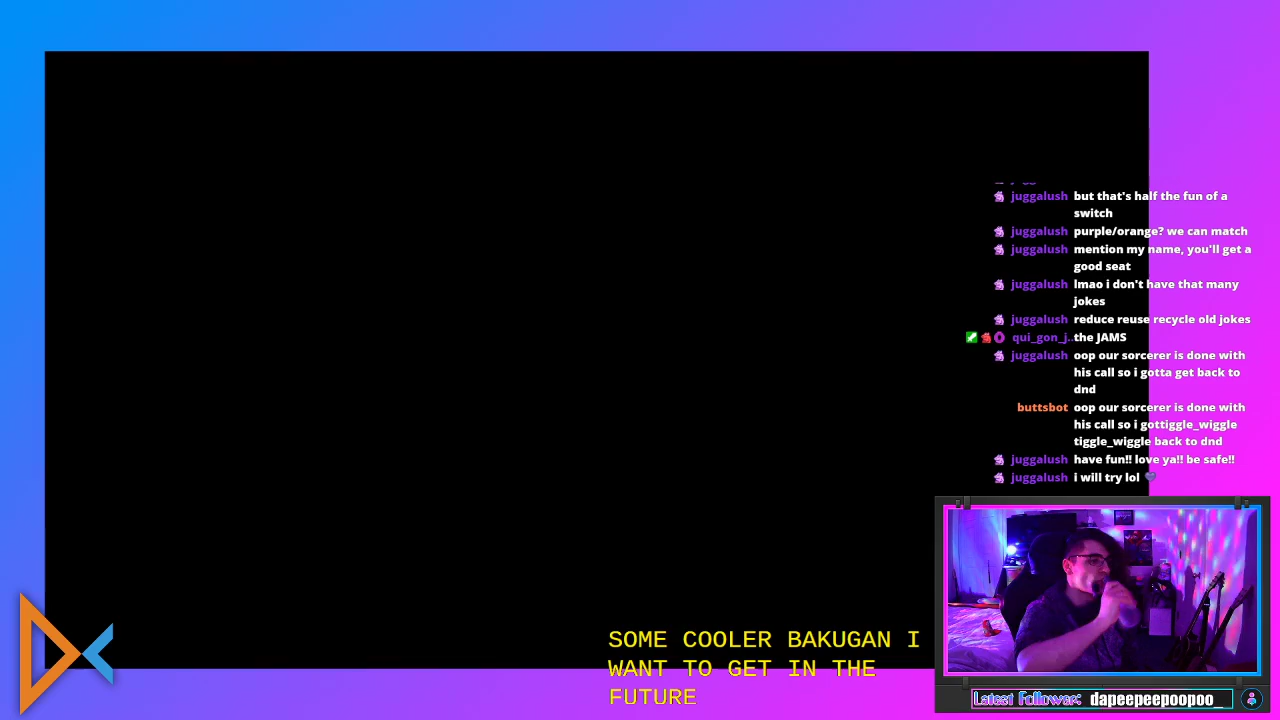 juggalush but that's half the fun of a
switch
juggalush purple/orange? we can match
juggalush mention my name, you'll get a
good seat
juggalush lmao i don't have that many
jokes
juggalush reduce reuse recycle old jokes
qui_gon_j.. the JAMS
juggalush oop our sorcerer is done with
his call so i gotta get back to
dnd
buttsbot oop our sorcerer is done with
his call so i gottiggle_wiggle
tiggle_wiggle back to dnd
juggalush have fun!! love ya!! be safe!!
juggalush i will try lol 💜
SOME COOLER BAKUGAN I
WANT TO GET IN THE
FUTURE
Latest Follower: dapeepeepoopoo_